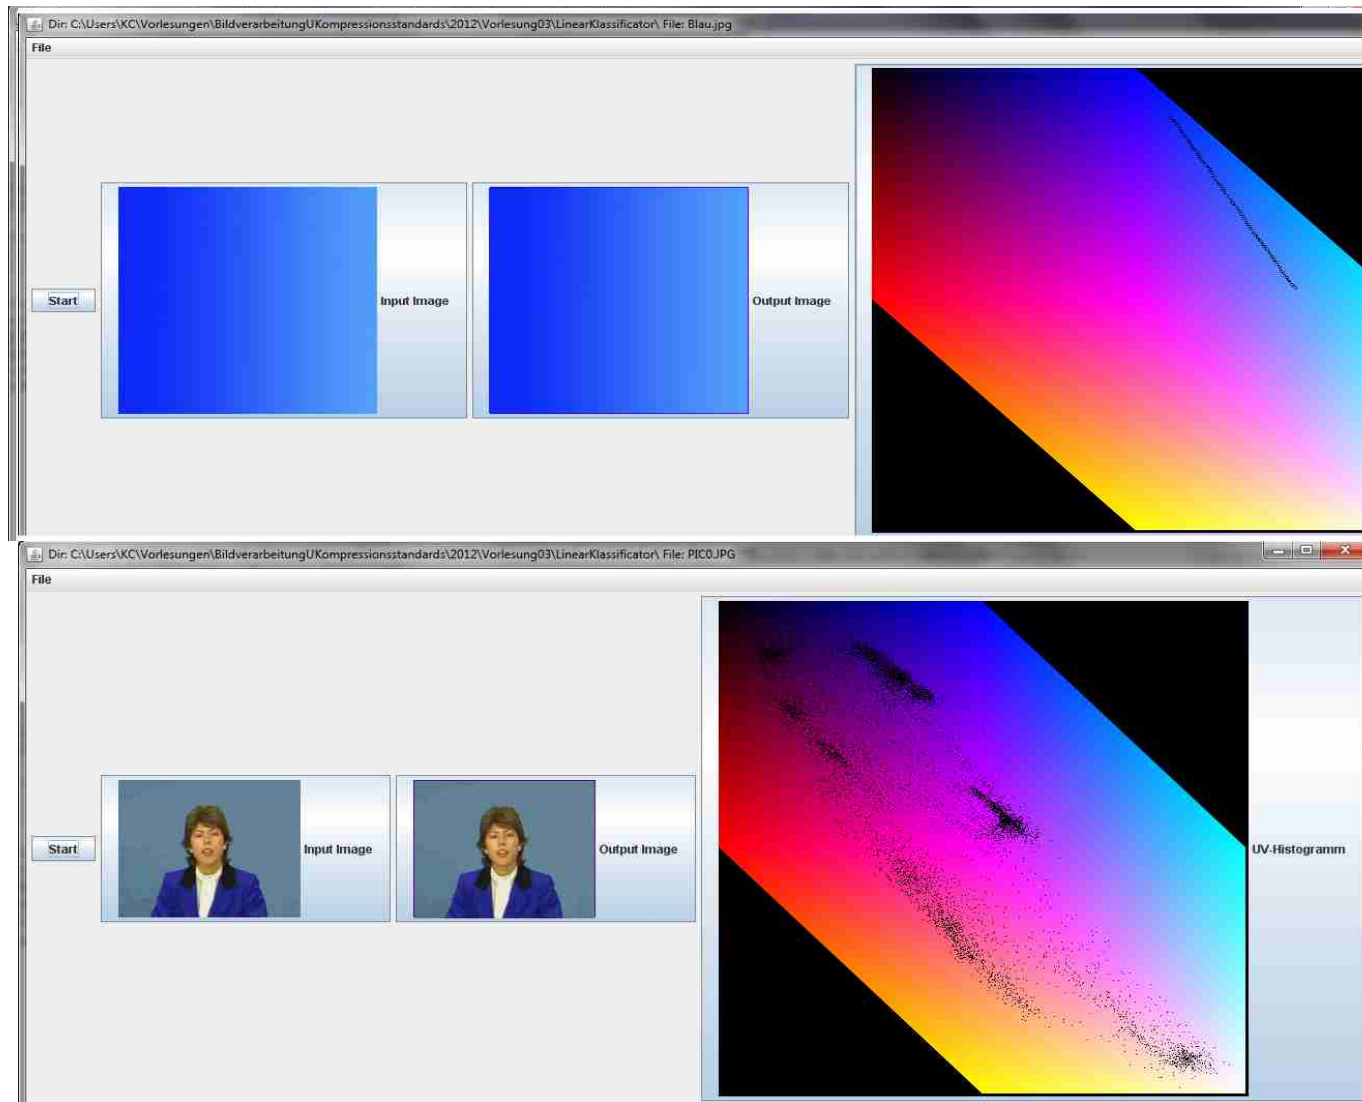 Dir: C:\Users\KC\Vorlesungen\BildverarbeitungUKompressionsstandards\2012\Vorlesung03\LinearKlassificator\ File: Blau.jpg
File
Start
Input Image
Output Image
Dir: C:\Users\KC\Vorlesungen\BildverarbeitungUKompressionsstandards\2012\Vorlesung03\LinearKlassificator\ File: PIC0.JPG
File
Start
Input Image
Output Image
UV-Histogramm